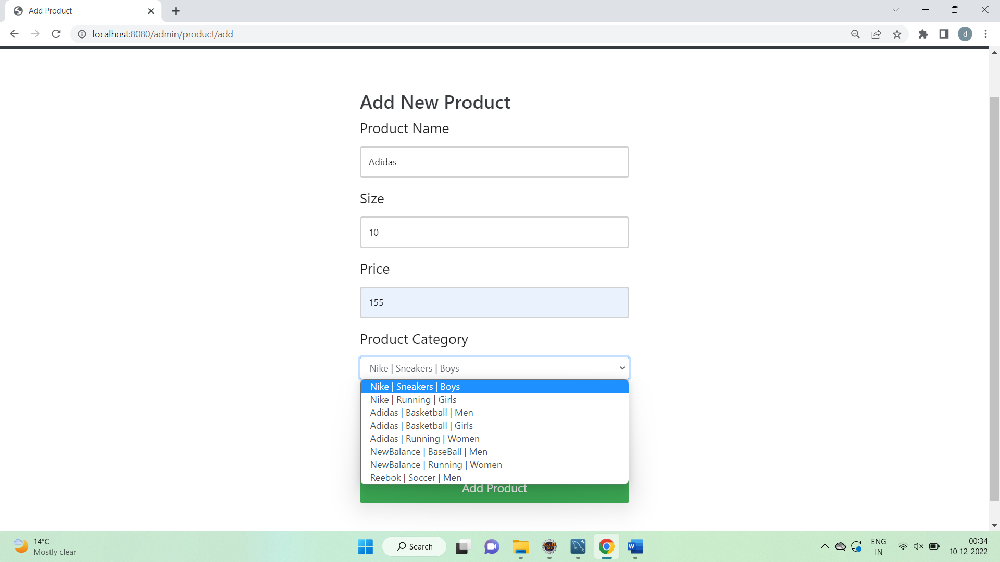 Add Product
localhost:8080/admin/product/add
d
Add New Product
Product Name
Adidas
Size
10
Price
155
Product Category
Nike | Sneakers | Boys
Nike | Sneakers | Boys
Nike | Running | Girls
Adidas | Basketball | Men
Adidas | Basketball | Girls
Adidas | Running | Women
NewBalance | BaseBall | Men
NewBalance | Running | Women
Reebok | Soccer | Men
Add Product
14°C
Mostly clear
Search
ENG
IN
00:34
10-12-2022